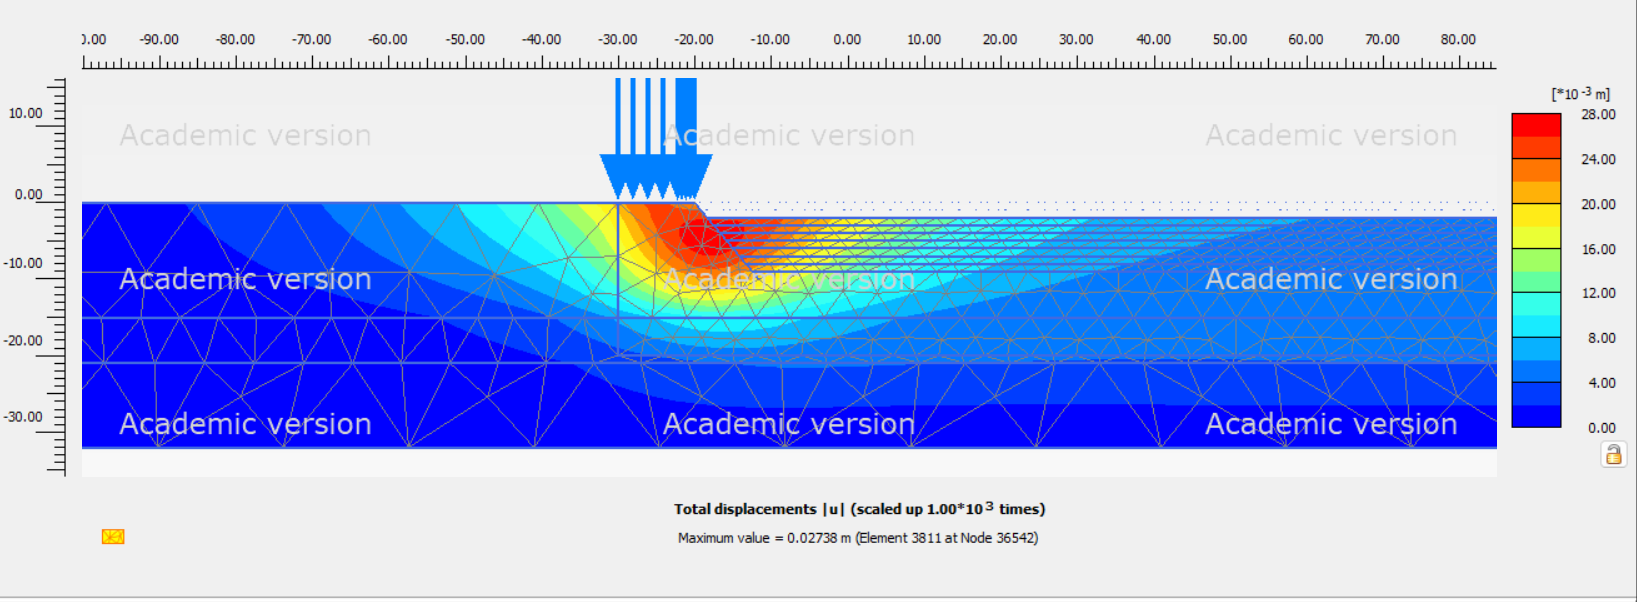 0.00 -90.00 -80.00 -70.00 -60.00 -50.00 -40.00 -30.00 -20.00 -10.00 0.00 10.00 20.00 30.00 40.00 50.00 60.00 70.00 80.00
[*10 -3 m]
10.00
28.00
Academic version Academic version Academic version
24.00
0.00
20.00
16.00
-10.00
Academic version Academic version Academic version
12.00
-20.00
8.00
4.00
-30.00
Academic version Academic version Academic version
0.00
Total displacements |u| (scaled up 1.00*10 3 times)
Maximum value = 0.02738 m (Element 3811 at Node 36542)